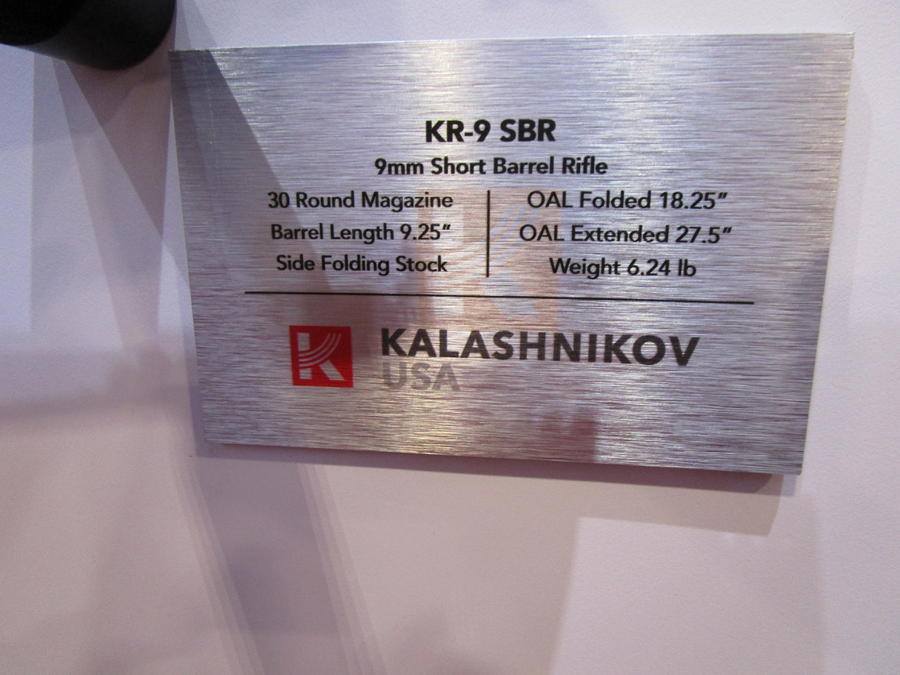 KR-9 SBR
9mm Short Barrel Rifle
30 Round Magazine
Barrel Length 9.25”
Side Folding Stock
OAL Folded 18.25”
OAL Extended 27.5”
Weight 6.24 lb
K
KALASHNIKOV
USA